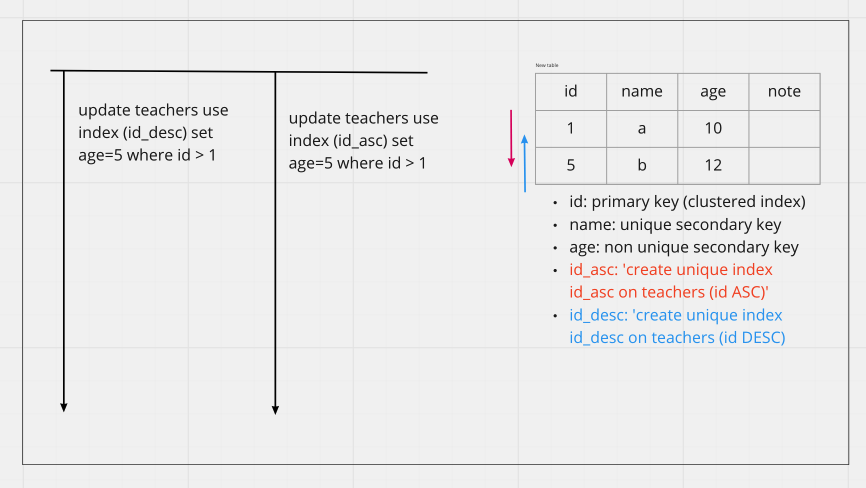 update teachers use
index (id_desc) set
age=5 where id > 1
update teachers use
index (id_asc) set
age=5 where id > 1
New table
id name age note
1 a 10
5 b 12
• id: primary key (clustered index)
• name: unique secondary key
• age: non unique secondary key
• id_asc: 'create unique index
id_asc on teachers (id ASC)'
• id_desc: 'create unique index
id_desc on teachers (id DESC)